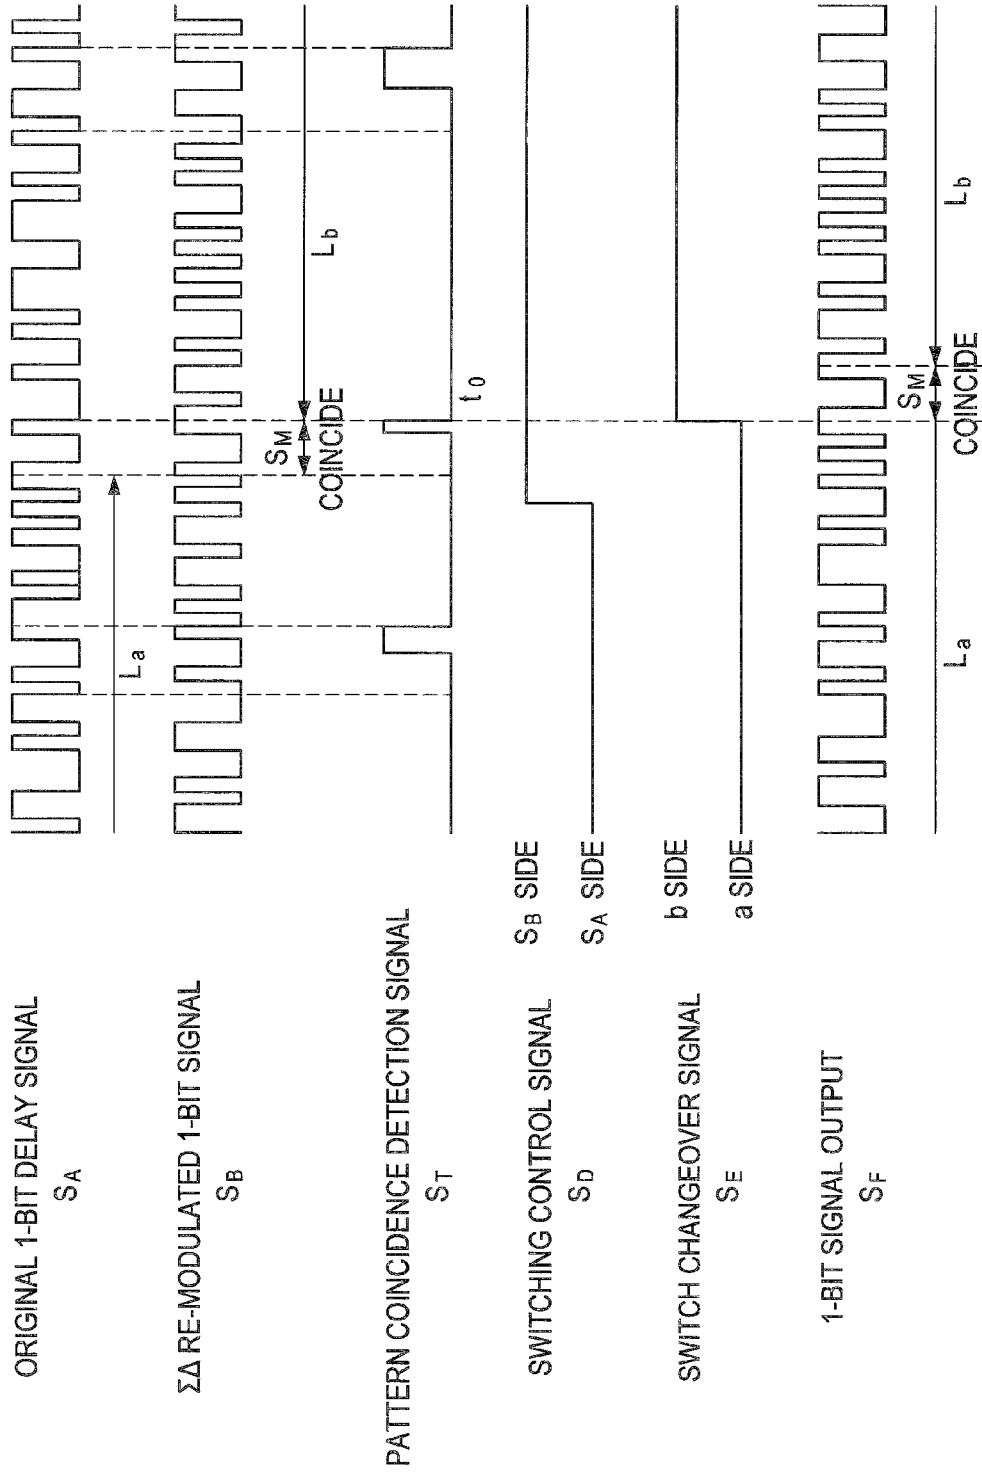 ORIGINAL 1-BIT DELAY SIGNAL
SA
La
ΣΔ RE-MODULATED 1-BIT SIGNAL
SB
SM
Lb
COINCIDE
PATTERN COINCIDENCE DETECTION SIGNAL
ST
t0
SWITCHING CONTROL SIGNAL
SD
SB SIDE
SA SIDE
SWITCH CHANGEOVER SIGNAL
SE
b SIDE
a SIDE
1-BIT SIGNAL OUTPUT
SF
La
SM
Lb
COINCIDE